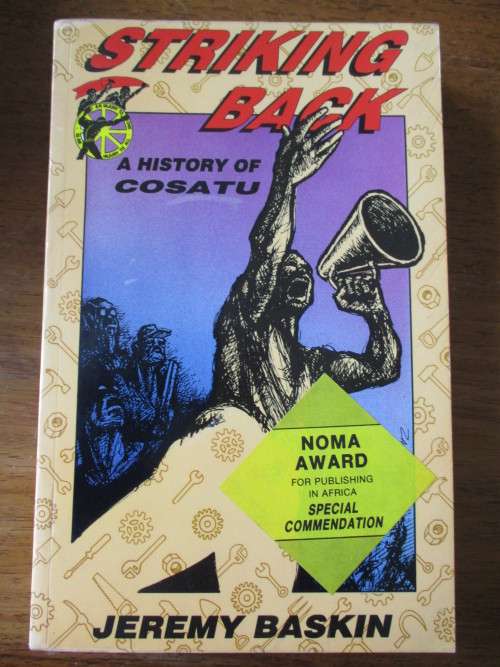 STRIKING
BACK
A HISTORY OF
COSATU
NOMA
AWARD
FOR PUBLISHING
IN AFRICA
SPECIAL
COMMENDATION
JEREMY BASKIN